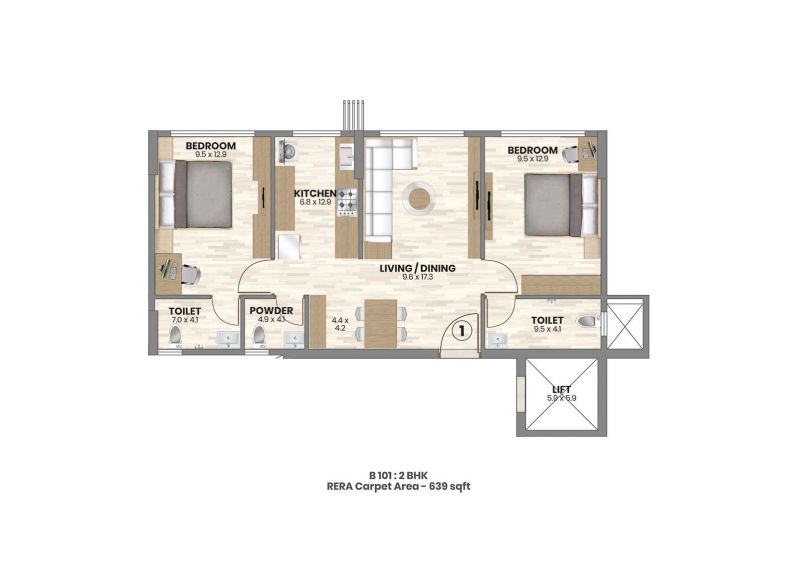 BEDROOM
9.5 x 12.9
KITCHEN
6.8 x 12.9
BEDROOM
9.5 x 12.9
LIVING / DINING
9.6 x 17.3
TOILET
7.0 x 4.1
POWDER
4.9 x 4.1
4.4 x
4.2
1
TOILET
9.5 x 4.1
LIFT
5.9 x 5.9
B 101 : 2 BHK
RERA Carpet Area - 639 sqft